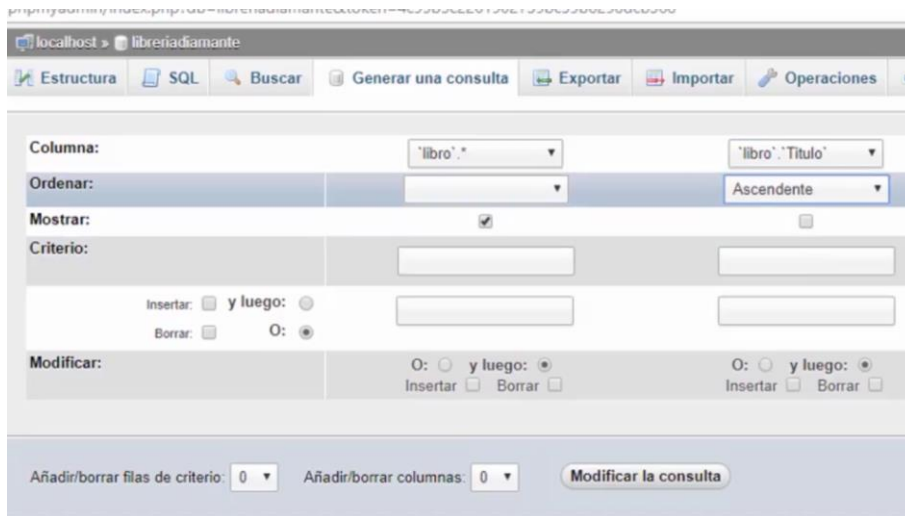 localhost » libreriadiamante
Estructura SQL Buscar Generar una consulta Exportar Importar Operaciones
Columna: `libro`.* `libro`.`Titulo`
Ordenar: Ascendente
Mostrar:
Criterio:
Insertar: y luego:
Borrar: O:
Modificar: O: y luego: O: y luego:
Insertar Borrar Insertar Borrar
Añadir/borrar filas de criterio: 0 Añadir/borrar columnas: 0 Modificar la consulta